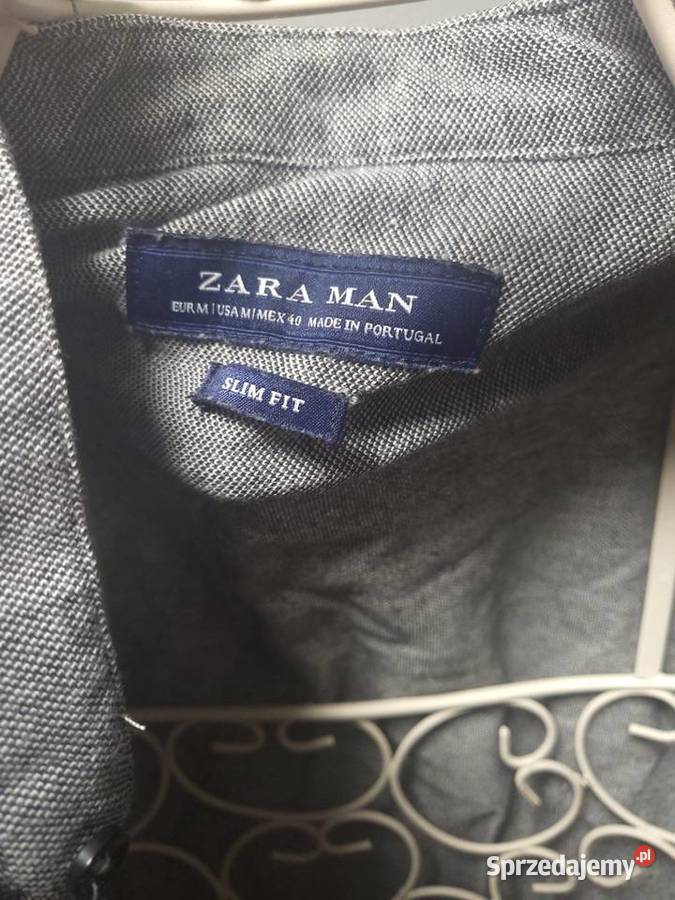 ZARA MAN
EUR M | USA M | MEX 40 MADE IN PORTUGAL
SLIM FIT
Sprzedajemy.pl